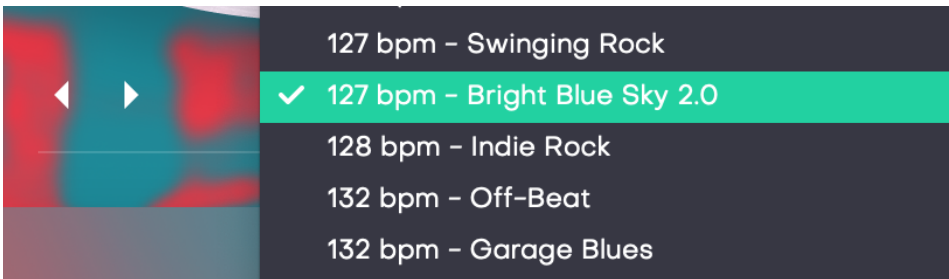 127 bpm - Swinging Rock
127 bpm - Bright Blue Sky 2.0
128 bpm - Indie Rock
132 bpm - Off-Beat
132 bpm - Garage Blues